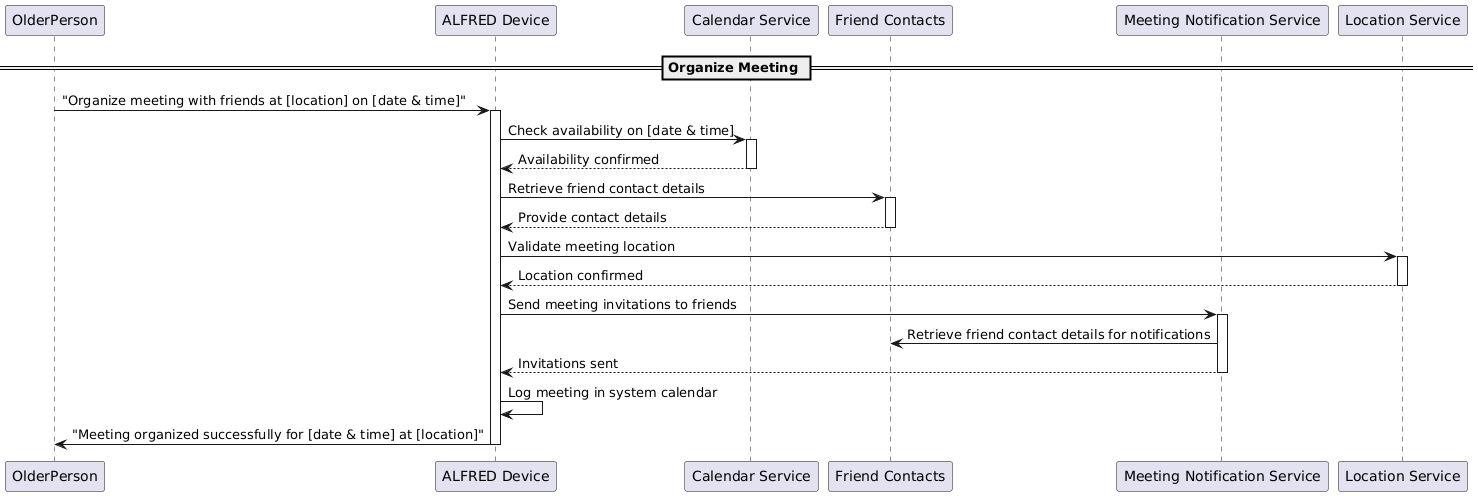 OlderPerson
ALFRED Device
Calendar Service
Friend Contacts
Meeting Notification Service
Location Service
Organize Meeting
"Organize meeting with friends at [location] on [date & time]"
Check availability on [date & time]
Availability confirmed
Retrieve friend contact details
Provide contact details
Validate meeting location
Location confirmed
Send meeting invitations to friends
Retrieve friend contact details for notifications
Invitations sent
Log meeting in system calendar
"Meeting organized successfully for [date & time] at [location]"
OlderPerson
ALFRED Device
Calendar Service
Friend Contacts
Meeting Notification Service
Location Service